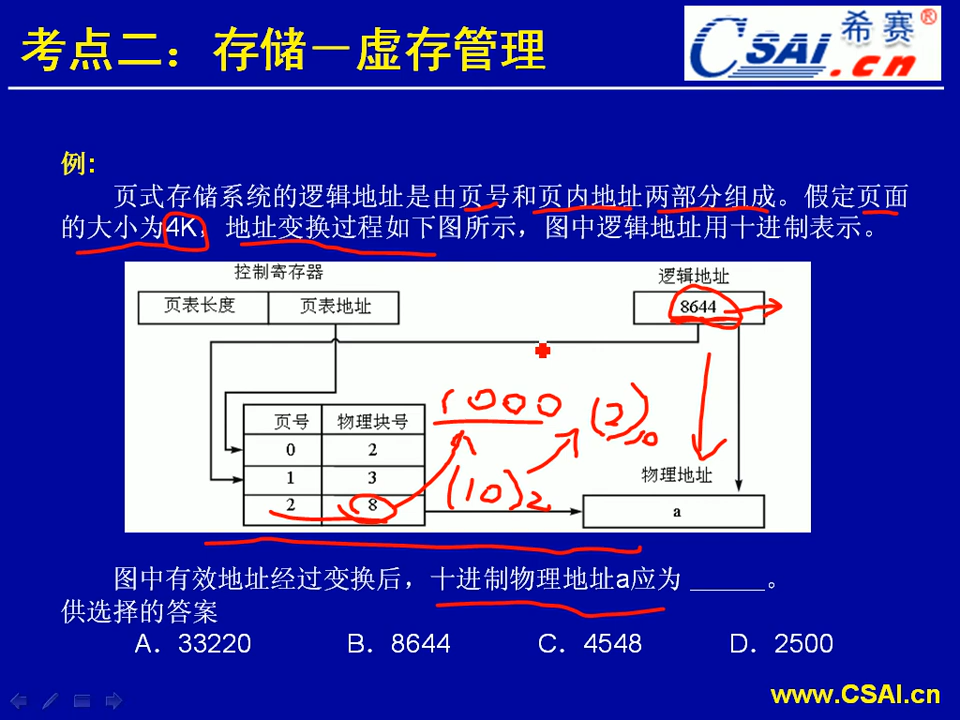 考点二：存储－虚存管理
CSAI 希赛®
.cn
例:
页式存储系统的逻辑地址是由页号和页内地址两部分组成。假定页面
的大小为4K，地址变换过程如下图所示，图中逻辑地址用十进制表示。
控制寄存器
逻辑地址
页表长度 页表地址
8644
1000
(2)10
页号 物理块号
0 2
1 3
2 8
(10)2
物理地址
a
图中有效地址经过变换后，十进制物理地址a应为 ______。
供选择的答案
A. 33220 B. 8644 C. 4548 D. 2500
www.CSAI.cn